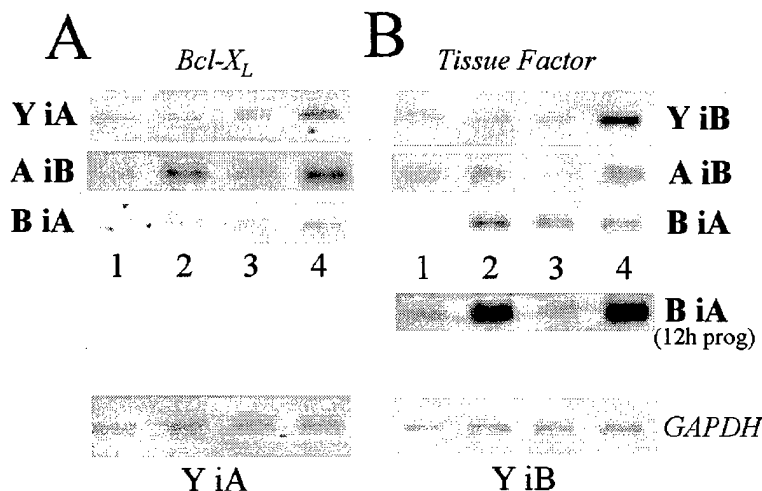 A B
Bcl-XL Tissue Factor
Y iA Y iB
A iB A iB
B iA B iA
1 2 3 4 1 2 3 4
B iA
(12h prog)
GAPDH
Y iA Y iB